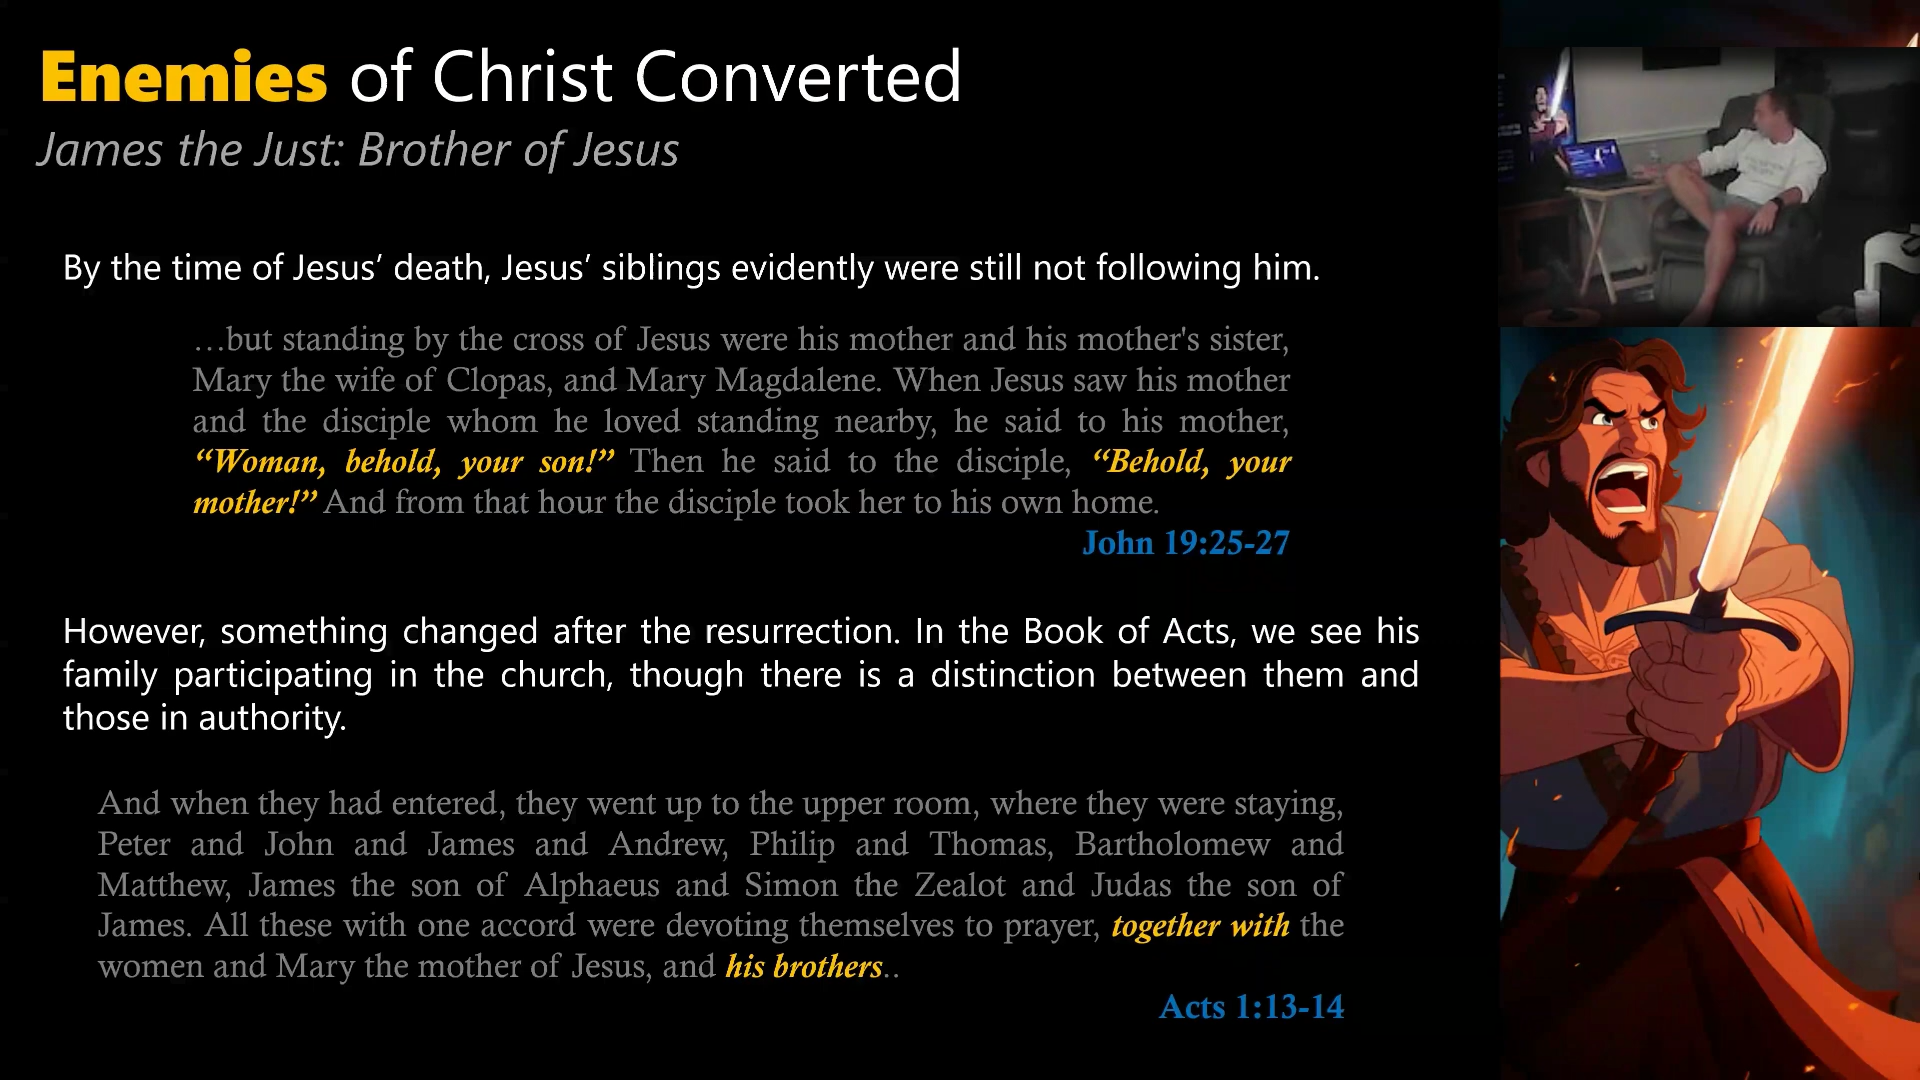 Enemies of Christ Converted
James the Just: Brother of Jesus
By the time of Jesus’ death, Jesus’ siblings evidently were still not following him.
…but standing by the cross of Jesus were his mother and his mother's sister,
Mary the wife of Clopas, and Mary Magdalene. When Jesus saw his mother
and the disciple whom he loved standing nearby, he said to his mother,
“Woman, behold, your son!” Then he said to the disciple, “Behold, your
mother!” And from that hour the disciple took her to his own home.
John 19:25-27
However, something changed after the resurrection. In the Book of Acts, we see his
family participating in the church, though there is a distinction between them and
those in authority.
And when they had entered, they went up to the upper room, where they were staying,
Peter and John and James and Andrew, Philip and Thomas, Bartholomew and
Matthew, James the son of Alphaeus and Simon the Zealot and Judas the son of
James. All these with one accord were devoting themselves to prayer, together with the
women and Mary the mother of Jesus, and his brothers..
Acts 1:13-14